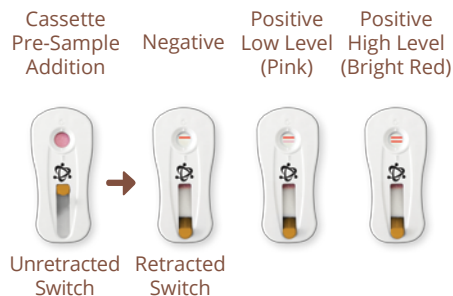 Cassette
Pre-Sample
Addition
Negative
Positive
Low Level
(Pink)
Positive
High Level
(Bright Red)
Unretracted
Switch
Retracted
Switch